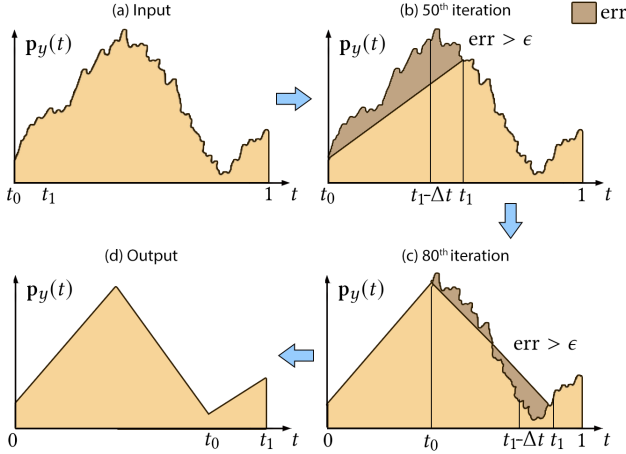 (a) Input
(b) 50th iteration
err
p_y(t)
p_y(t)
err > ϵ
t_0 t_1 1 t
t_0 t_1-Δt t_1 1 t
(d) Output
(c) 80th iteration
p_y(t)
p_y(t)
err > ϵ
0 t_0 t_1 t
0 t_0 t_1-Δt t_1 1 t